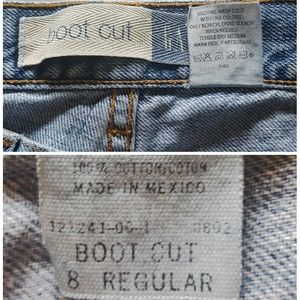 boot cut
MACHINE WASH COLD
WITH LIKE COLORS
ONLY NON-CHLORINE BLEACH
WHEN NEEDED
TUMBLE DRY MEDIUM
WARM IRON IF NECESSARY
100% COTTON/COTON
MADE IN MEXICO
121241-00-1
0802
BOOT CUT
8 REGULAR